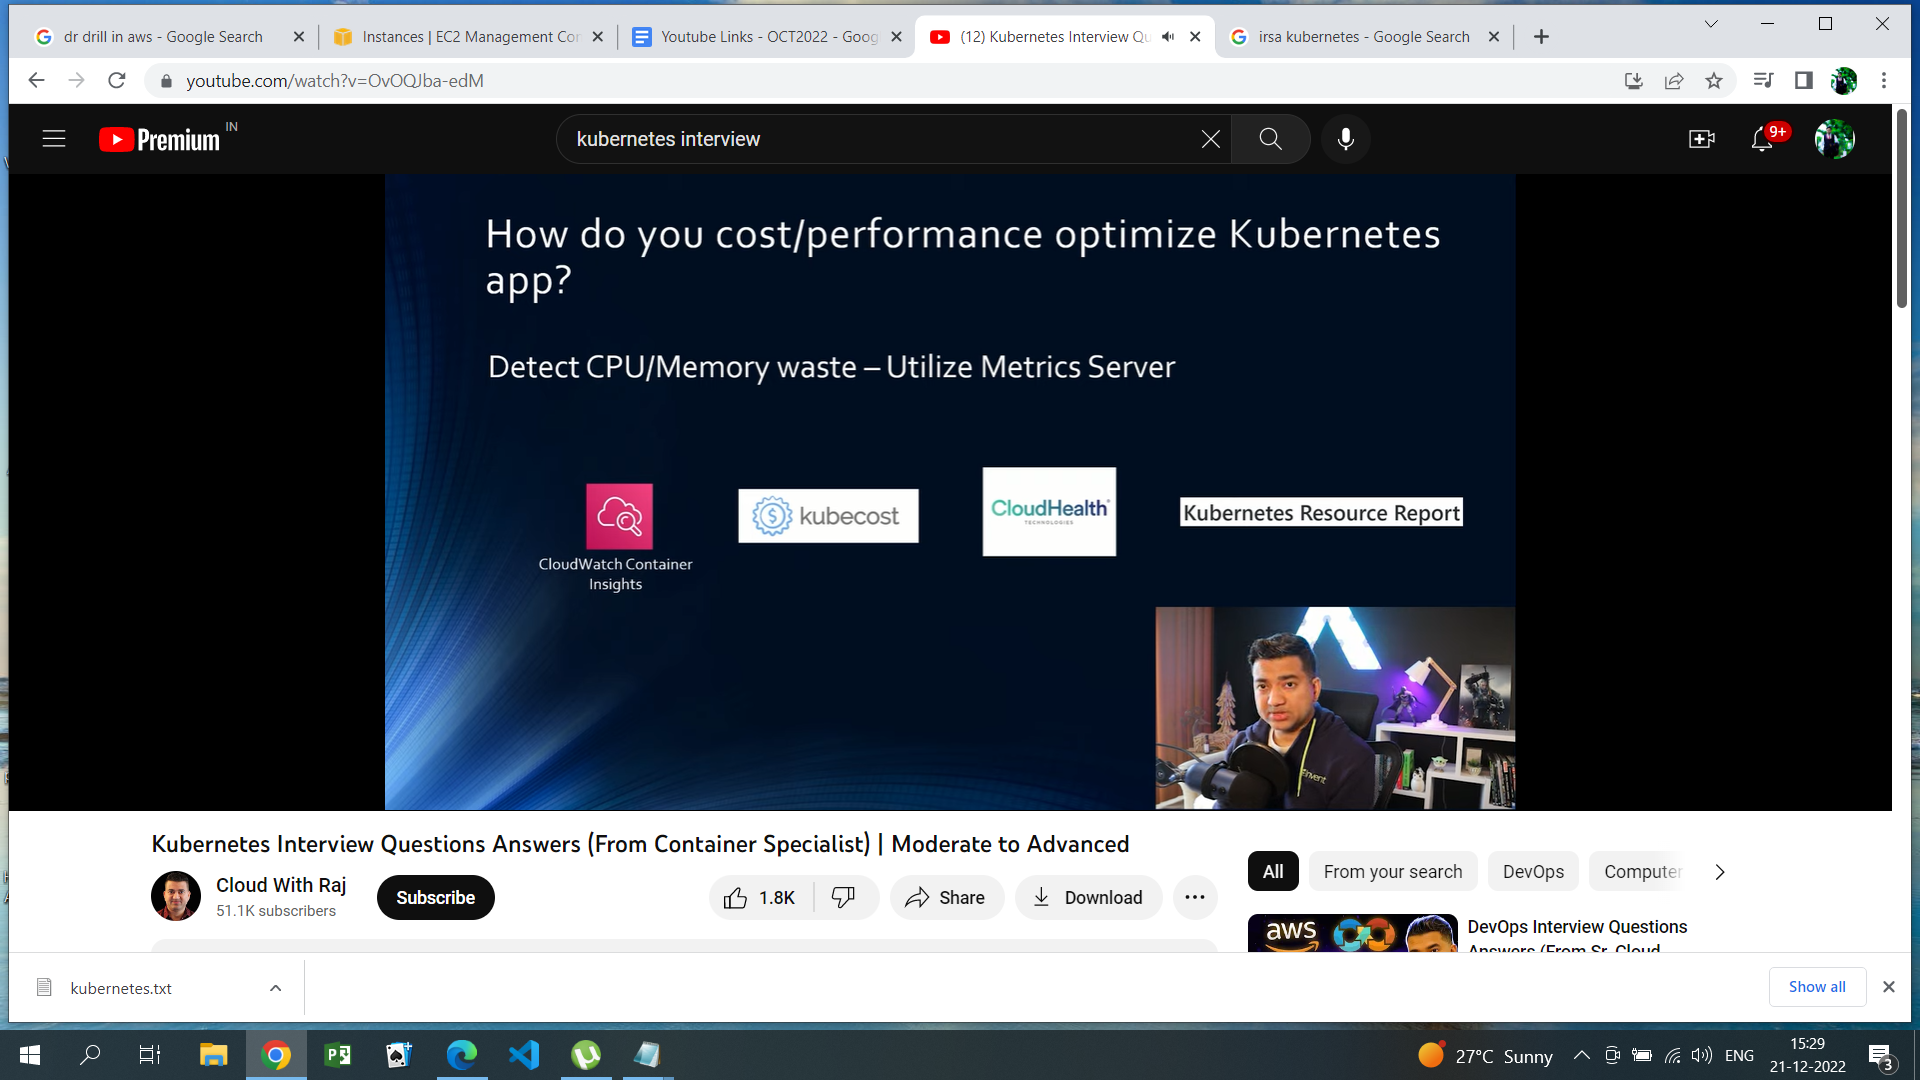 dr drill in aws - Google Search
Instances | EC2 Management Con
Youtube Links - OCT2022 - Goog
(12) Kubernetes Interview Qu
irsa kubernetes - Google Search
youtube.com/watch?v=OvOQJba-edM
Premium
IN
kubernetes interview
9+
How do you cost/performance optimize Kubernetes
app?
Detect CPU/Memory waste – Utilize Metrics Server
CloudWatch Container
Insights
kubecost
CloudHealth
TECHNOLOGIES
Kubernetes Resource Report
Kubernetes Interview Questions Answers (From Container Specialist) | Moderate to Advanced
Cloud With Raj
51.1K subscribers
Subscribe
1.8K
Share
Download
All
From your search
DevOps
Computer
aws
DevOps Interview Questions
Answers (From Sr. Cloud
kubernetes.txt
Show all
27°C Sunny
ENG
15:29
21-12-2022
3